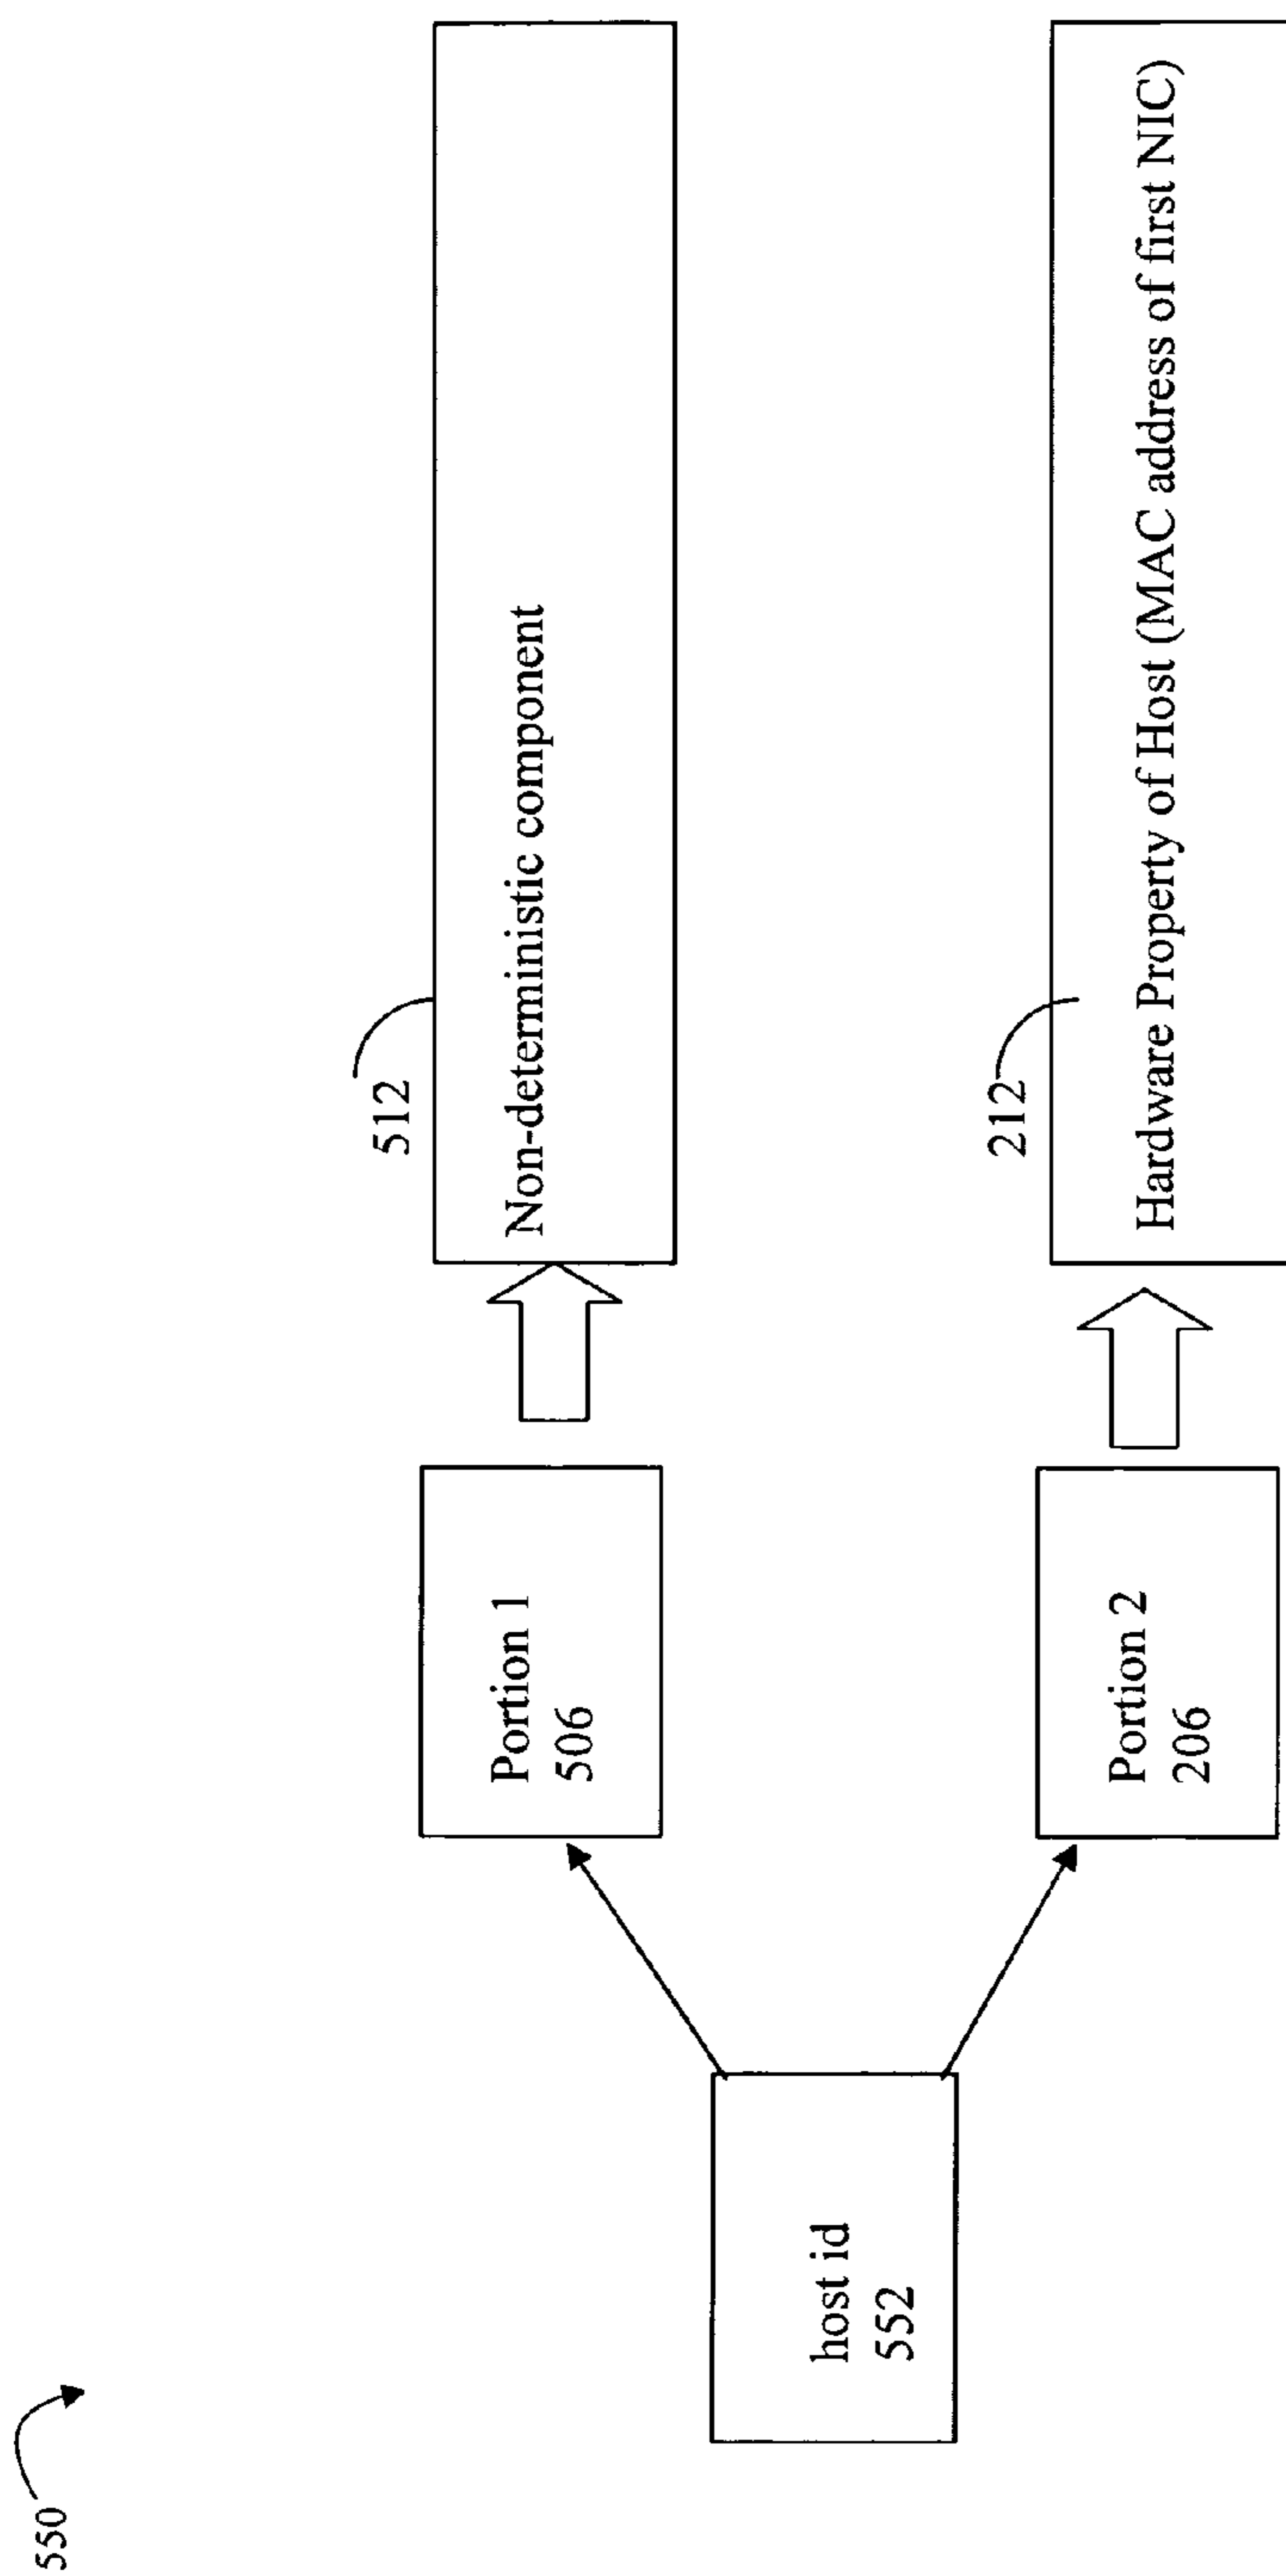 550
host id
552
Portion 1
506
512
Non-deterministic component
Portion 2
206
212
Hardware Property of Host (MAC address of first NIC)